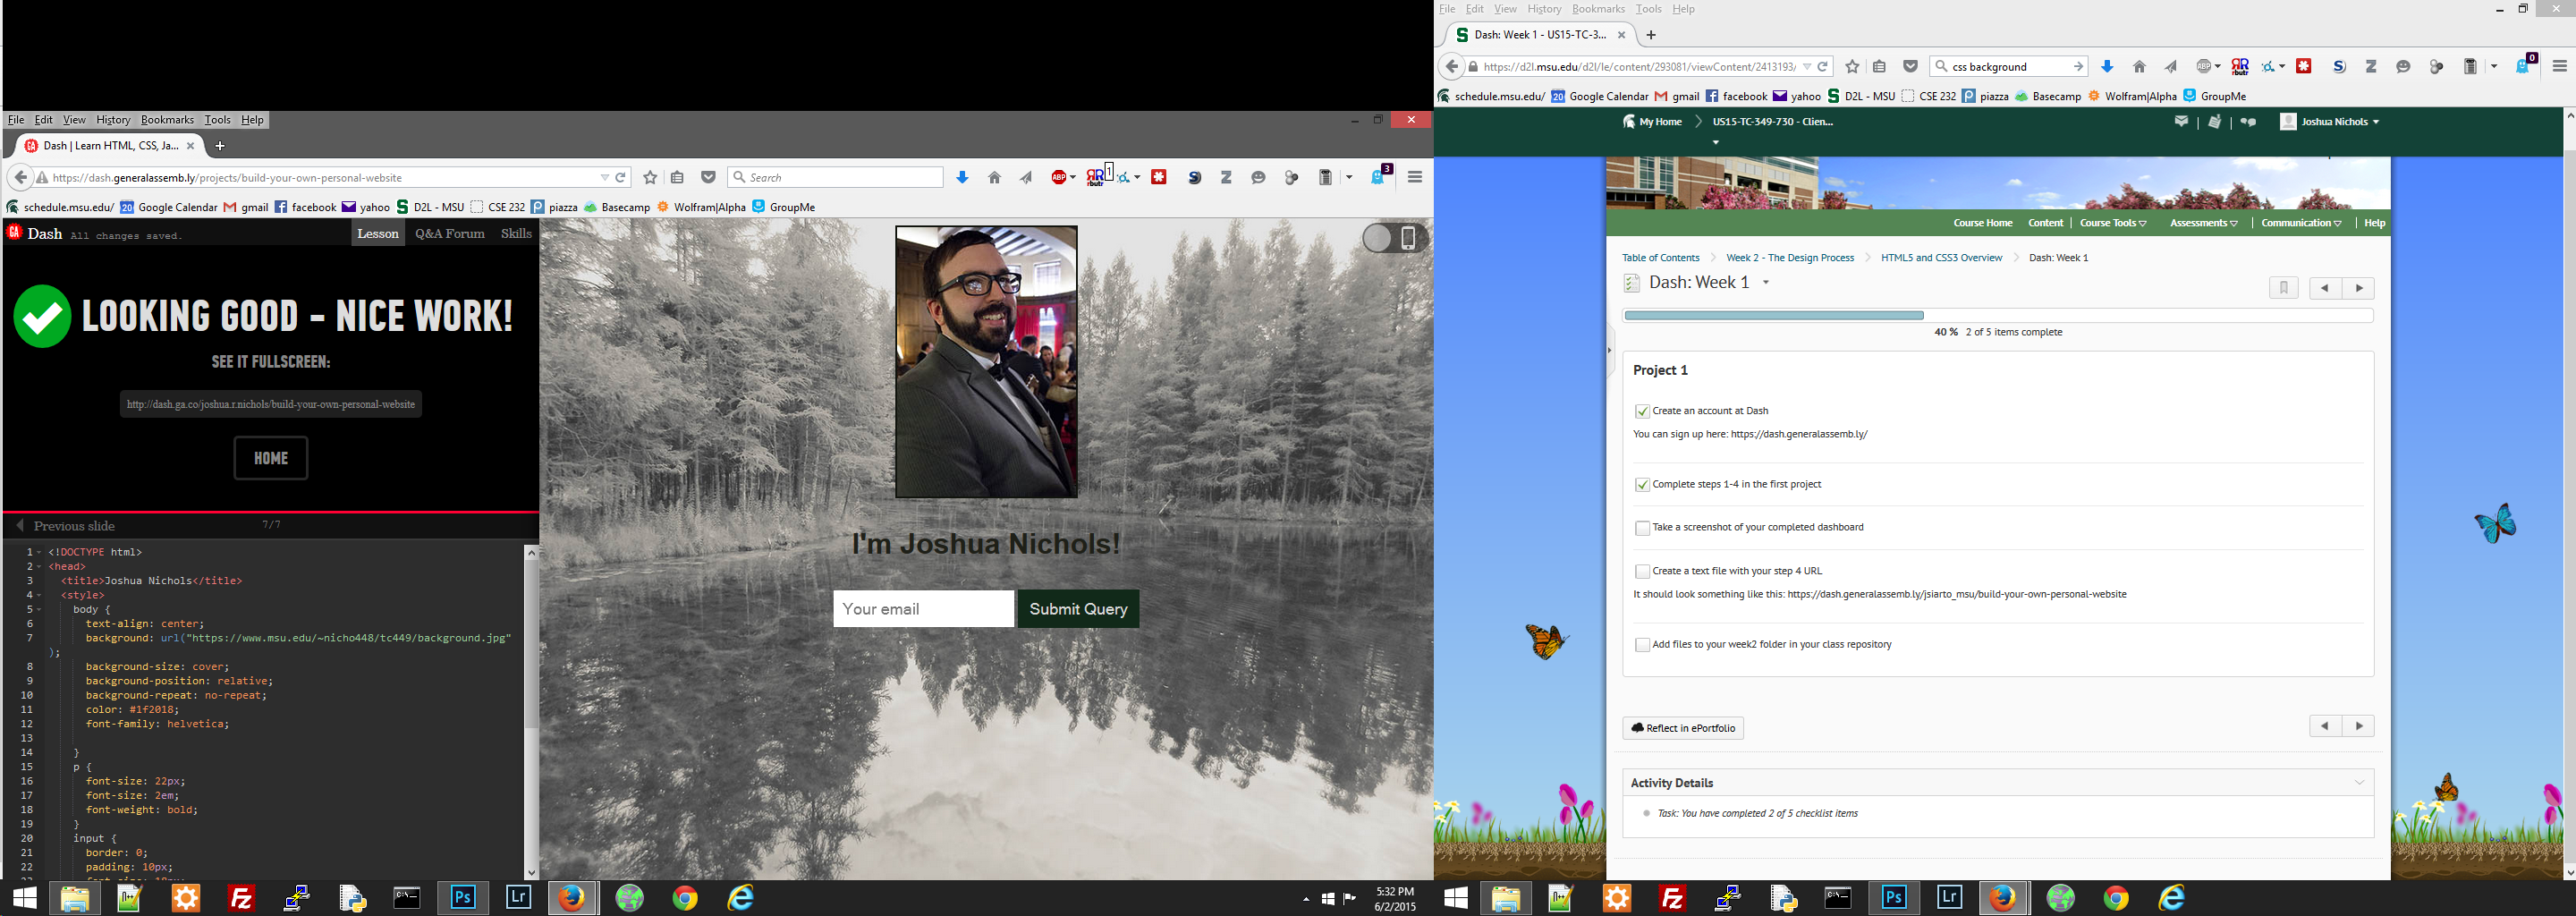 File Edit View History Bookmarks Tools Help
Dash | Learn HTML, CSS, Ja...
https://dash.generalassemb.ly/projects/build-your-own-personal-website
Search
ABP
rbutr
1
3
schedule.msu.edu/ Google Calendar gmail facebook yahoo D2L - MSU CSE 232 piazza Basecamp Wolfram|Alpha GroupMe
GA Dash All changes saved. Lesson Q&A Forum Skills
LOOKING GOOD - NICE WORK!
SEE IT FULLSCREEN:
http://dash.ga.co/joshua.r.nichols/build-your-own-personal-website
HOME
Previous slide 7/7
1 <!DOCTYPE html>
2 <head>
3 <title>Joshua Nichols</title>
4 <style>
5 body {
6 text-align: center;
7 background: url("https://www.msu.edu/~nicho448/tc449/background.jpg"
);
8 background-size: cover;
9 background-position: relative;
10 background-repeat: no-repeat;
11 color: #1f2018;
12 font-family: helvetica;
13
14 }
15 p {
16 font-size: 22px;
17 font-size: 2em;
18 font-weight: bold;
19 }
20 input {
21 border: 0;
22 padding: 10px;
I'm Joshua Nichols!
Your email Submit Query
Ps Lr
5:32 PM
6/2/2015
File Edit View History Bookmarks Tools Help
Dash: Week 1 - US15-TC-3...
https://d2l.msu.edu/d2l/le/content/293081/viewContent/2413193/
css background
ABP
rbutr
0
schedule.msu.edu/ Google Calendar gmail facebook yahoo D2L - MSU CSE 232 piazza Basecamp Wolfram|Alpha GroupMe
My Home US15-TC-349-730 - Clien... Joshua Nichols
Course Home Content Course Tools Assessments Communication Help
Table of Contents Week 2 - The Design Process HTML5 and CSS3 Overview Dash: Week 1
Dash: Week 1
40 % 2 of 5 items complete
Project 1
Create an account at Dash
You can sign up here: https://dash.generalassemb.ly/
Complete steps 1-4 in the first project
Take a screenshot of your completed dashboard
Create a text file with your step 4 URL
It should look something like this: https://dash.generalassemb.ly/jsiarto_msu/build-your-own-personal-website
Add files to your week2 folder in your class repository
Reflect in ePortfolio
Activity Details
Task: You have completed 2 of 5 checklist items
Ps Lr